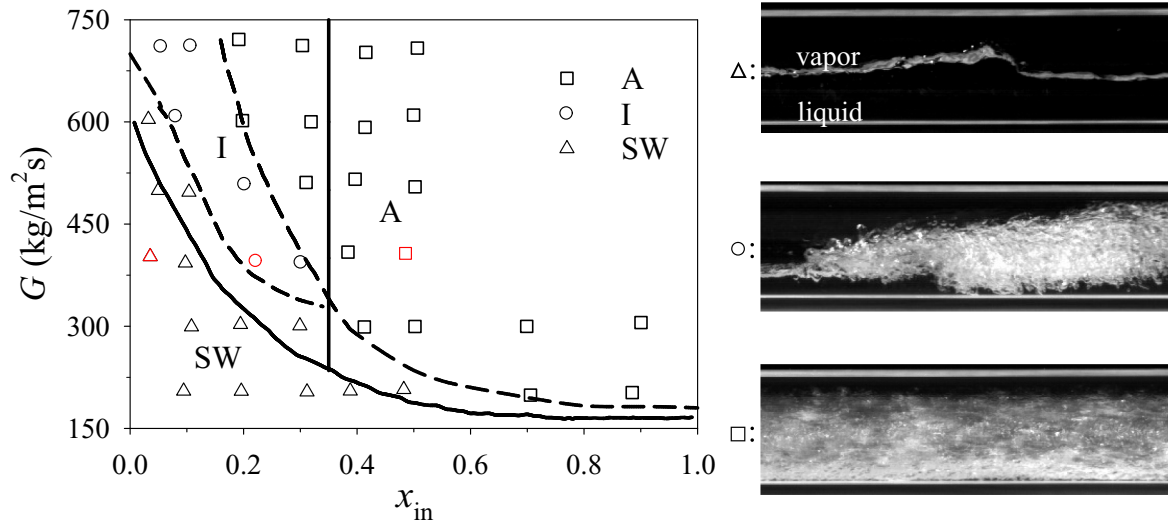 750
600
450
300
150
0.0
0.2
0.4
0.6
0.8
1.0
G (kg/m²s)
x_in
A
I
SW
I
A
SW
Δ:
vapor
liquid
○:
□: